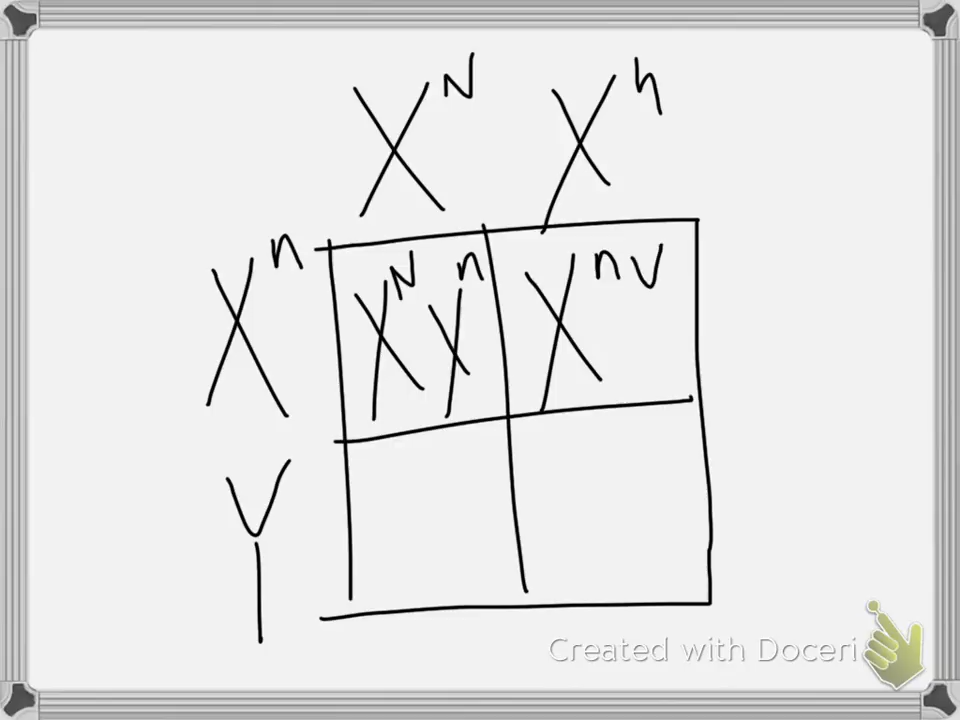 X^N X^n
X^n X^N X^n X^n V
Y
Created with Doceri